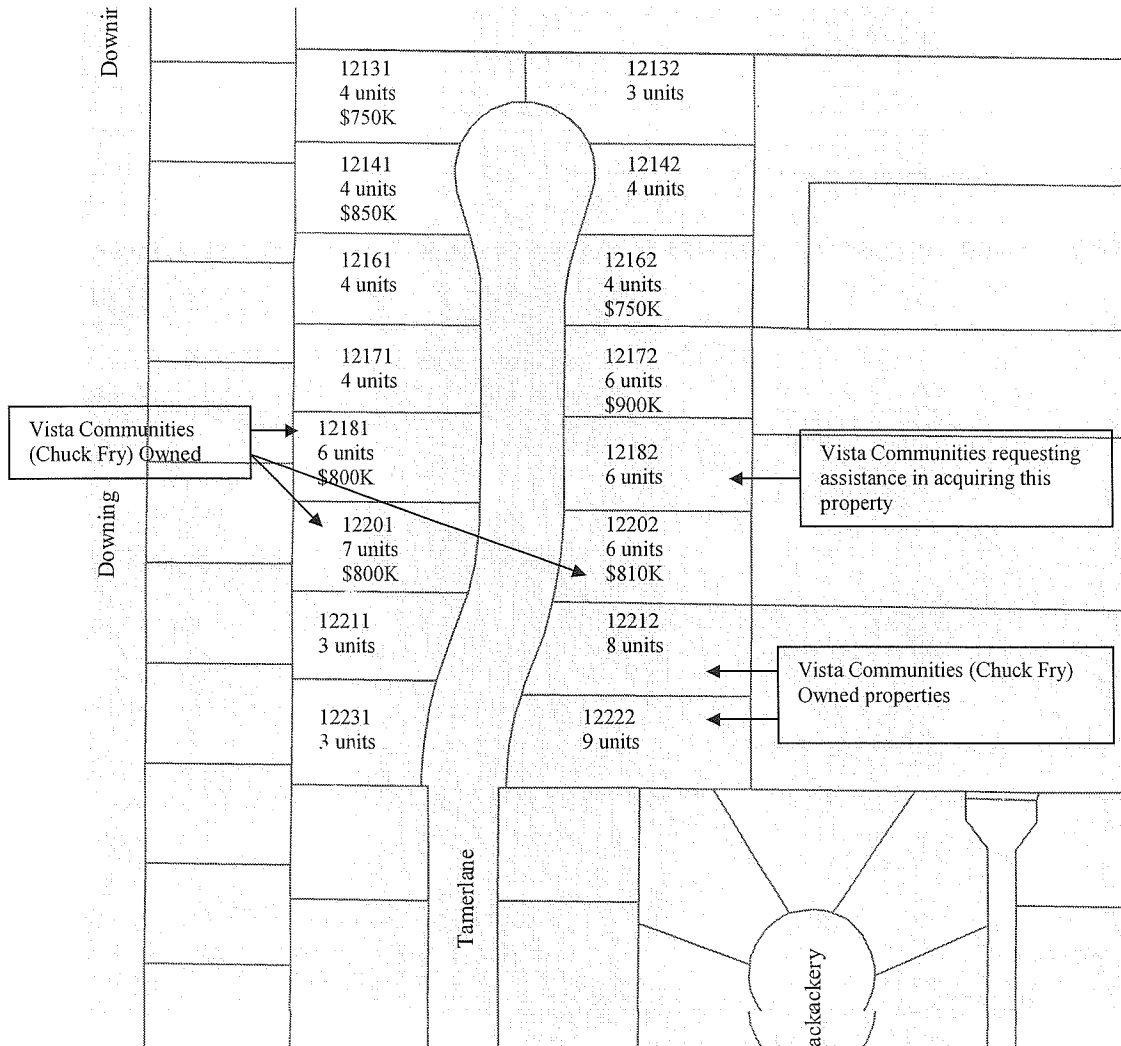 Downir
12131
4 units
$750K
12132
3 units
12141
4 units
$850K
12142
4 units
12161
4 units
12162
4 units
$750K
12171
4 units
12172
6 units
$900K
Vista Communities
(Chuck Fry) Owned
12181
6 units
$800K
12182
6 units
Vista Communities requesting
assistance in acquiring this
property
Downing
12201
7 units
$800K
12202
6 units
$810K
12211
3 units
12212
8 units
Vista Communities (Chuck Fry)
Owned properties
12231
3 units
12222
9 units
Tamerlane
ackackery